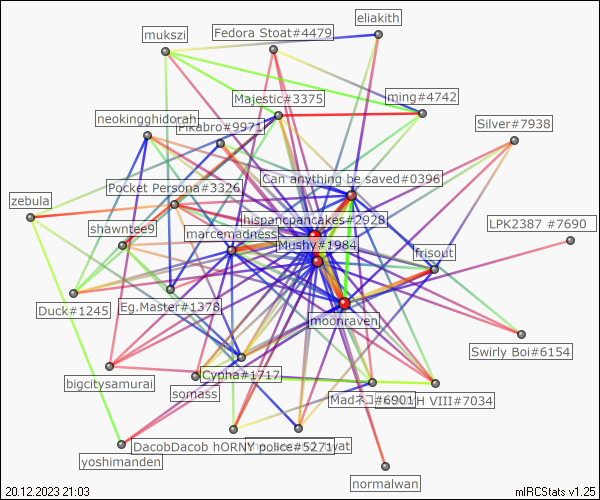 eliakith
Fedora Stoat#4479
mukszi
Majestic#3375
ming#4742
neokingghidorah
Pikabro#9971
Silver#7938
Can anything be saved#0396
Pocket Persona#3326
zebula
hispancpancakes#2928
LPK2387 #7690
shawntee9
marcemadness
Mushy#1984
frisout
Duck#1245
Eg.Master#1378
moonraven
Swirly Boi#6154
Cypha#1717
bigcitysamurai
somass
Mad ネコ#6901
VIII#7034
DacobDacob hORNY police#5271
yoshimanden
normalwan
20.12.2023 21:03
mIRCStats v1.25